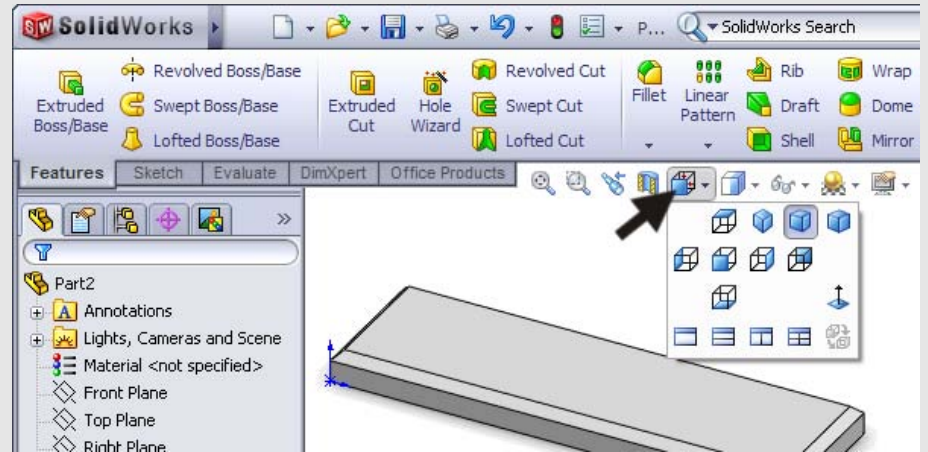 SW SolidWorks P... SolidWorks Search
Extruded Boss/Base
Revolved Boss/Base
Swept Boss/Base
Lofted Boss/Base
Extruded Cut
Hole Wizard
Revolved Cut
Swept Cut
Lofted Cut
Fillet
Linear Pattern
Rib
Draft
Shell
Wrap
Dome
Mirror
Features Sketch Evaluate DimXpert Office Products
Part2
A Annotations
Lights, Cameras and Scene
Material <not specified>
Front Plane
Top Plane
Right Plane